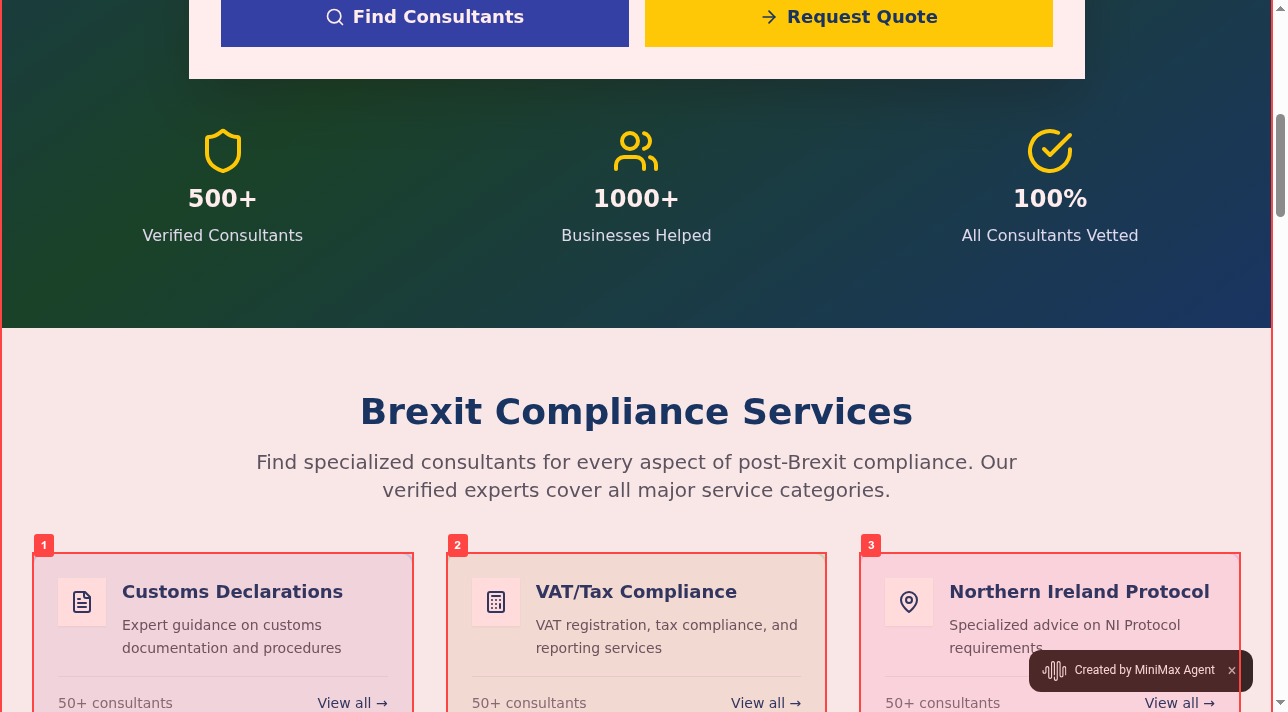 Find Consultants
Request Quote
500+
1000+
100%
Verified Consultants
Businesses Helped
All Consultants Vetted
Brexit Compliance Services
Find specialized consultants for every aspect of post-Brexit compliance. Our
verified experts cover all major service categories.
1
2
3
Customs Declarations
Expert guidance on customs
documentation and procedures
50+ consultants
View all →
VAT/Tax Compliance
VAT registration, tax compliance, and
reporting services
50+ consultants
View all →
Northern Ireland Protocol
Specialized advice on NI Protocol
requirements
50+ consultants
View all →
Created by MiniMax Agent ×